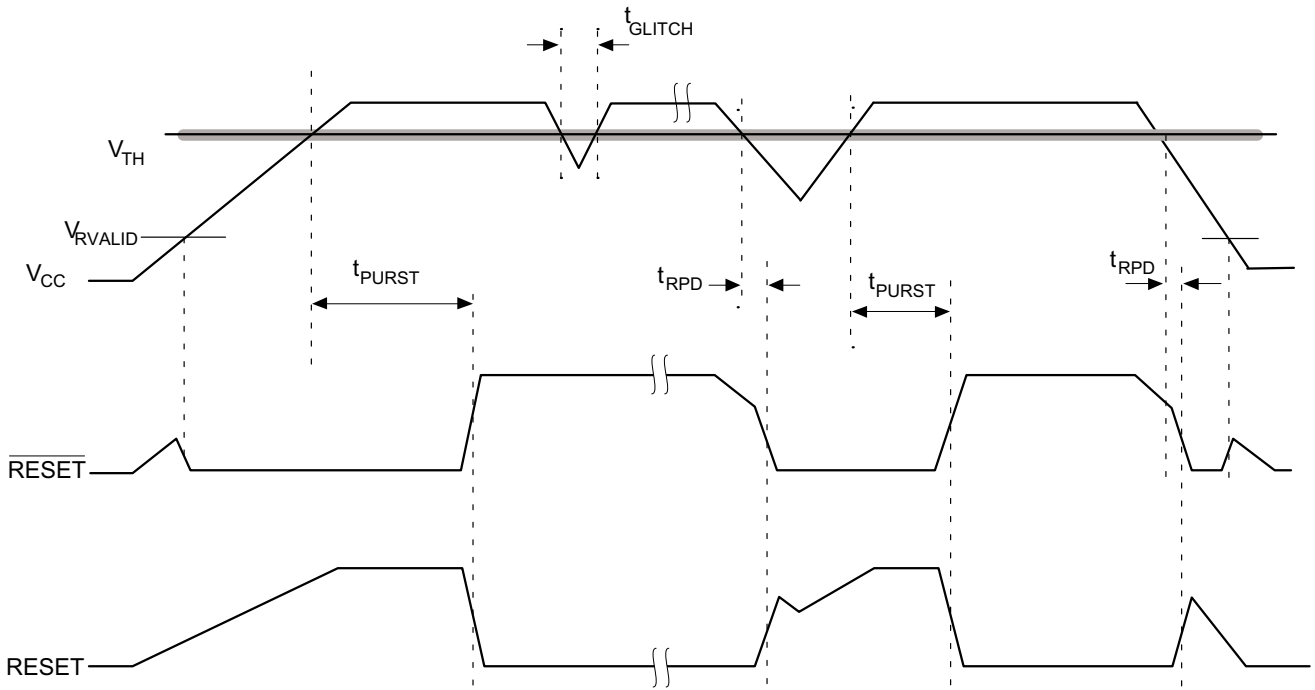 tGLITCH
VTH
VRVALID
VCC
tPURST
tRPD
tPURST
tRPD
RESET
RESET